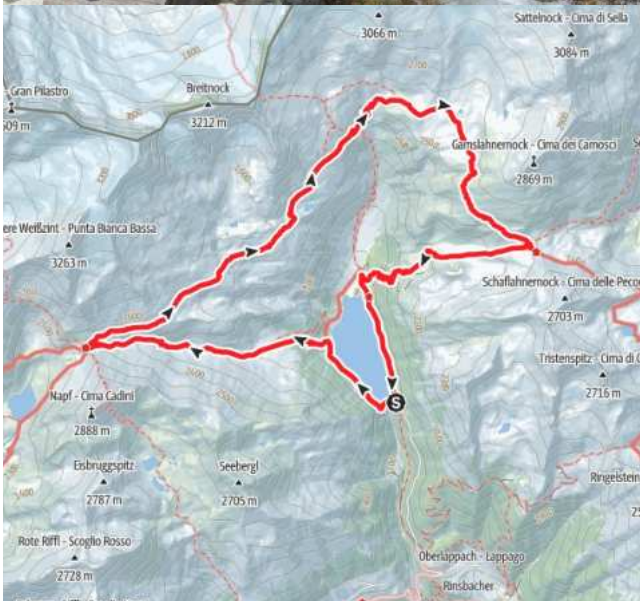 Sattelnock - Cima di Sella
3066 m
3084 m
- Gran Pilastro
Breitnock
509 m
3212 m
Gamslahnernock - Cima dei Camosci
2869 m
ere Weißzint - Punta Bianca Bassa
3263 m
Schaflahnernock - Cima delle Peco
2703 m
Tristenspitz - Cima di C
2716 m
Napf - Cima Cadini
2888 m
S
Eisbruggspitz
Seebergl
2787 m
2705 m
Ringelstein
Rote Riffl - Scoglio Rosso
2728 m
Oberlappach - Lappago
Rinsbacher